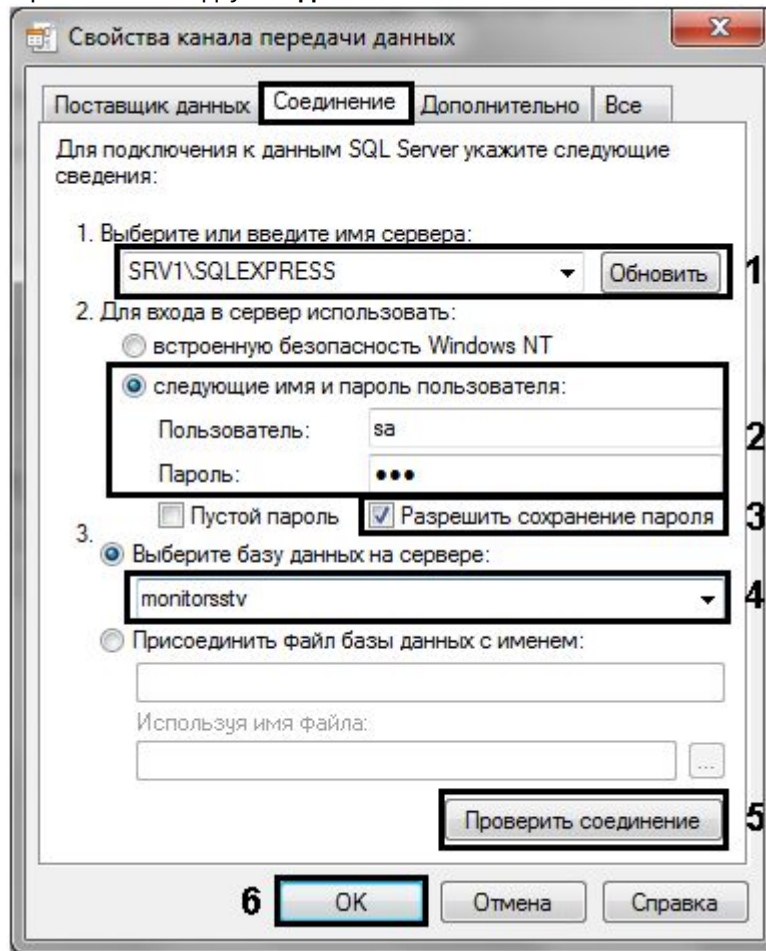 Свойства канала передачи данных
Поставщик данных Соединение Дополнительно Все
Для подключения к данным SQL Server укажите следующие
сведения:
1. Выберите или введите имя сервера:
SRV1\SQLEXPRESS Обновить 1
2. Для входа в сервер использовать:
встроенную безопасность Windows NT
следующие имя и пароль пользователя:
Пользователь: sa
2
Пароль: •••
Пустой пароль Разрешить сохранение пароля 3
3.
Выберите базу данных на сервере:
monitorsstv 4
Присоединить файл базы данных с именем:
Используя имя файла:
...
Проверить соединение 5
6 OK Отмена Справка